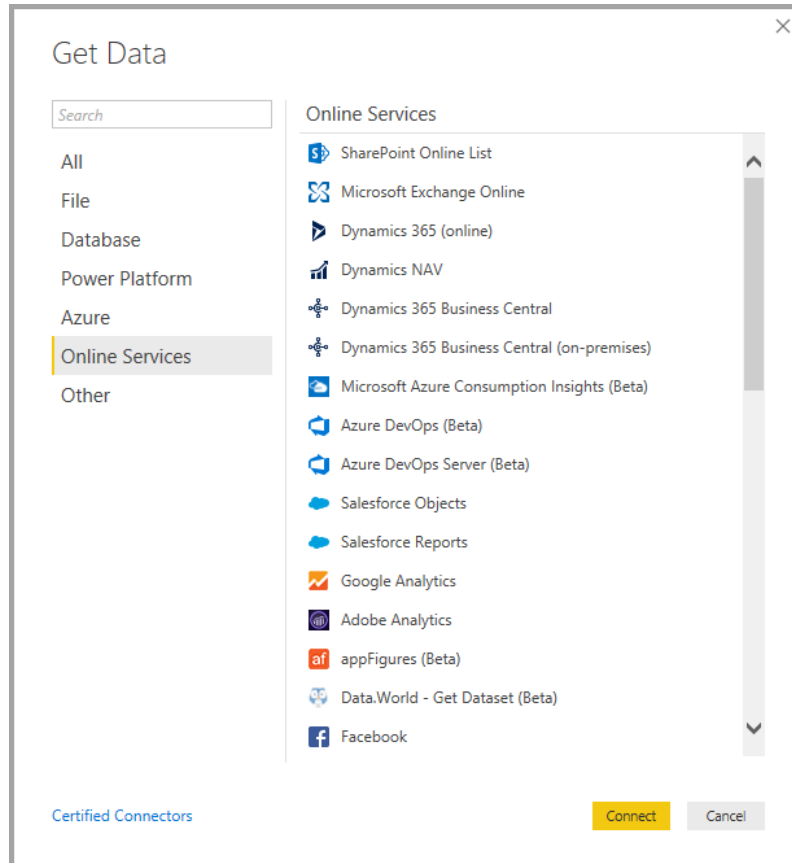 Get Data
Search
All
File
Database
Power Platform
Azure
Online Services
Other
Online Services
SharePoint Online List
Microsoft Exchange Online
Dynamics 365 (online)
Dynamics NAV
Dynamics 365 Business Central
Dynamics 365 Business Central (on-premises)
Microsoft Azure Consumption Insights (Beta)
Azure DevOps (Beta)
Azure DevOps Server (Beta)
Salesforce Objects
Salesforce Reports
Google Analytics
Adobe Analytics
af appFigures (Beta)
Data.World - Get Dataset (Beta)
Facebook
Certified Connectors
Connect
Cancel